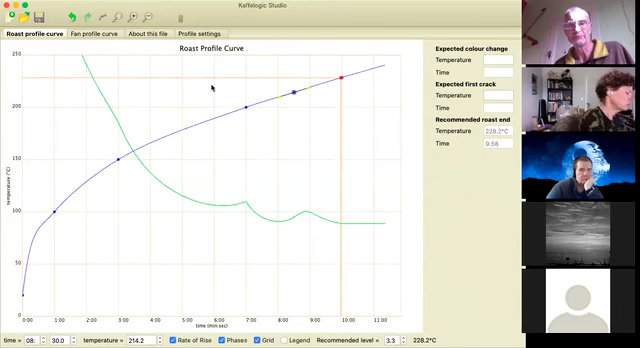 Kaffelogic Studio
Roast profile curve
Fan profile curve
About this file
Profile settings
Roast Profile Curve
250
200
150
100
50
0
temperature (°C)
0:00 1:00 2:00 3:00 4:00 5:00 6:00 7:00 8:00 9:00 10:00 11:00
time (min:sec)
Expected colour change
Temperature
Time
Expected first crack
Temperature
Time
Recommended roast end
Temperature 228.2°C
Time 9:58
time = 08: 30.0 temperature = 214.2 Rate of Rise Phases Grid Legend Recommended level = 3.3 228.2°C